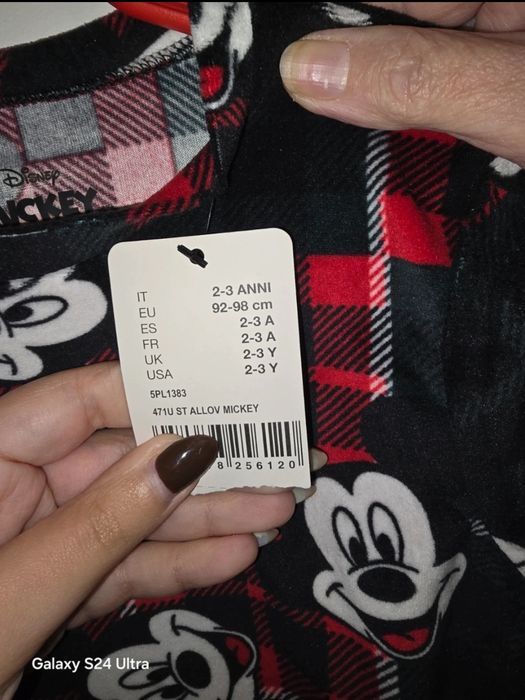 Disney
MICKEY
IT 2-3 ANNI
EU 92-98 cm
ES 2-3 A
FR 2-3 A
UK 2-3 Y
USA 2-3 Y
5PL1383
471U ST ALLOV MICKEY
8 256120
Galaxy S24 Ultra